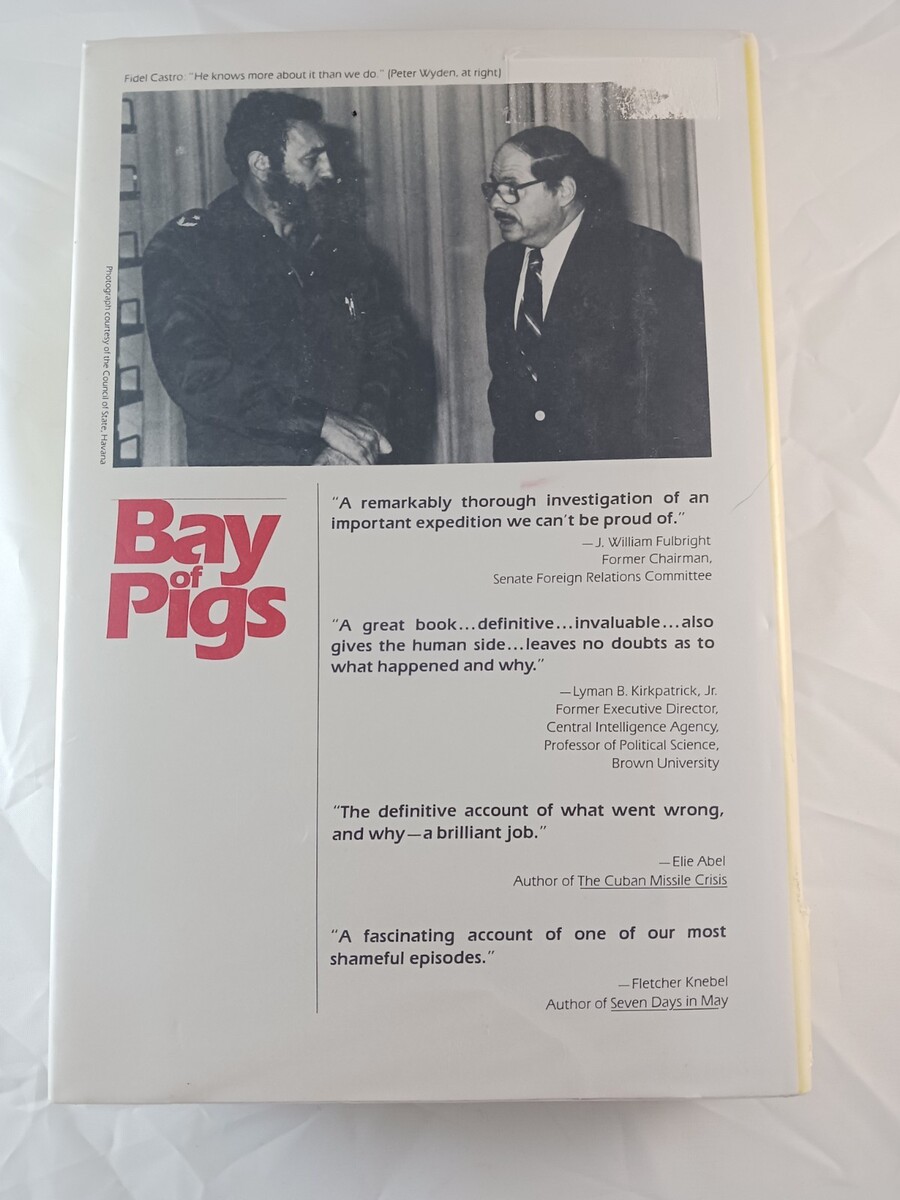 Fidel Castro: “He knows more about it than we do.” (Peter Wyden, at right)
Photograph courtesy of the Council of State, Havana
Bay
of
Pigs
“A remarkably thorough investigation of an
important expedition we can’t be proud of.”
—J. William Fulbright
Former Chairman,
Senate Foreign Relations Committee
“A great book...definitive...invaluable...also
gives the human side...leaves no doubts as to
what happened and why.”
—Lyman B. Kirkpatrick, Jr.
Former Executive Director,
Central Intelligence Agency,
Professor of Political Science,
Brown University
“The definitive account of what went wrong,
and why—a brilliant job.”
—Elie Abel
Author of The Cuban Missile Crisis
“A fascinating account of one of our most
shameful episodes.”
—Fletcher Knebel
Author of Seven Days in May